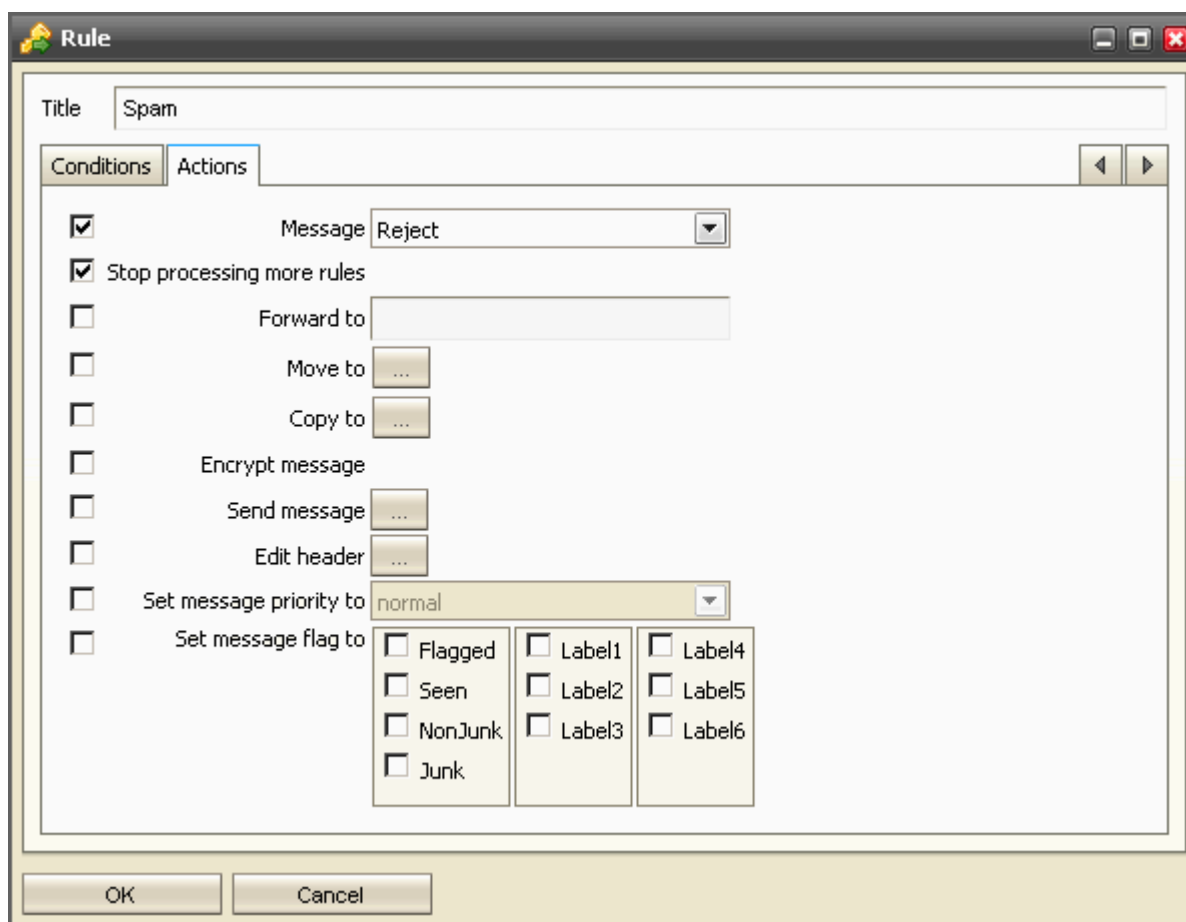 Rule
Title Spam
Conditions Actions
Message Reject
Stop processing more rules
Forward to
Move to ...
Copy to ...
Encrypt message
Send message ...
Edit header ...
Set message priority to normal
Set message flag to
Flagged Label1 Label4
Seen Label2 Label5
NonJunk Label3 Label6
Junk
OK Cancel